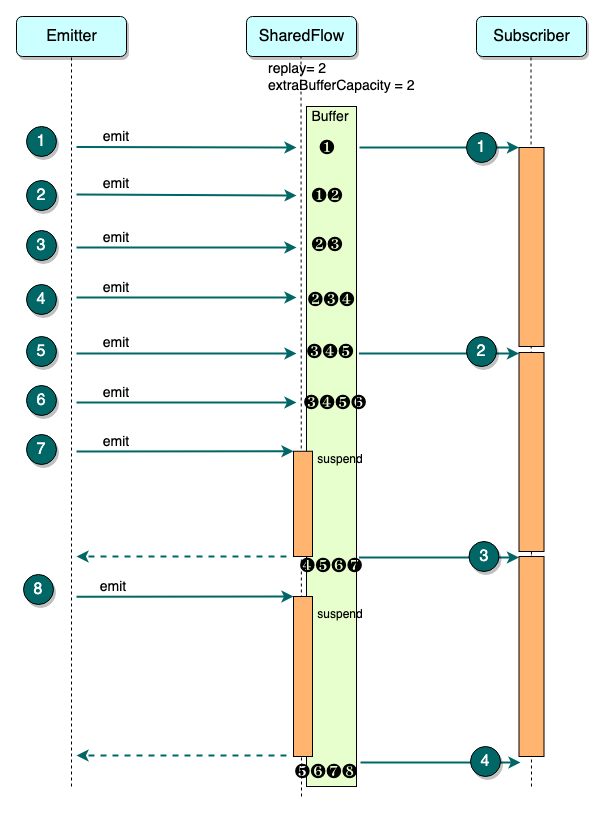 Emitter SharedFlow Subscriber
replay= 2
extraBufferCapacity = 2
Buffer
1 emit ❶ 1
2 emit ❶❷
3 emit ❷❸
4 emit ❷❸❹
5 emit ❸❹❺ 2
6 emit ❸❹❺❻
7 emit
suspend
❹❺❻❼ 3
8 emit
suspend
❺❻❼❽ 4